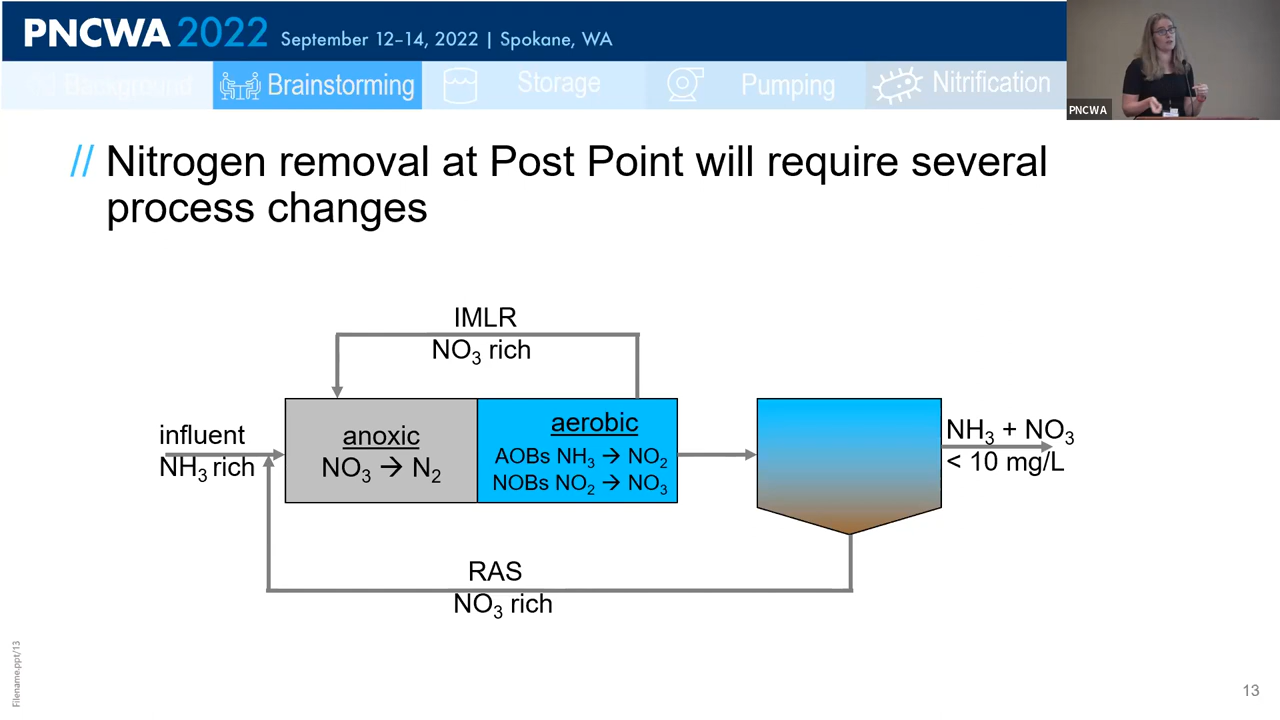 PNCWA 2022 September 12–14, 2022 | Spokane, WA
Background Brainstorming Storage Pumping Nitrification
PNCWA
// Nitrogen removal at Post Point will require several
process changes
IMLR
NO3 rich
influent
NH3 rich
anoxic
NO3 → N2
aerobic
AOBs NH3 → NO2
NOBs NO2 → NO3
NH3 + NO3
< 10 mg/L
RAS
NO3 rich
Filename.ppt/13
13